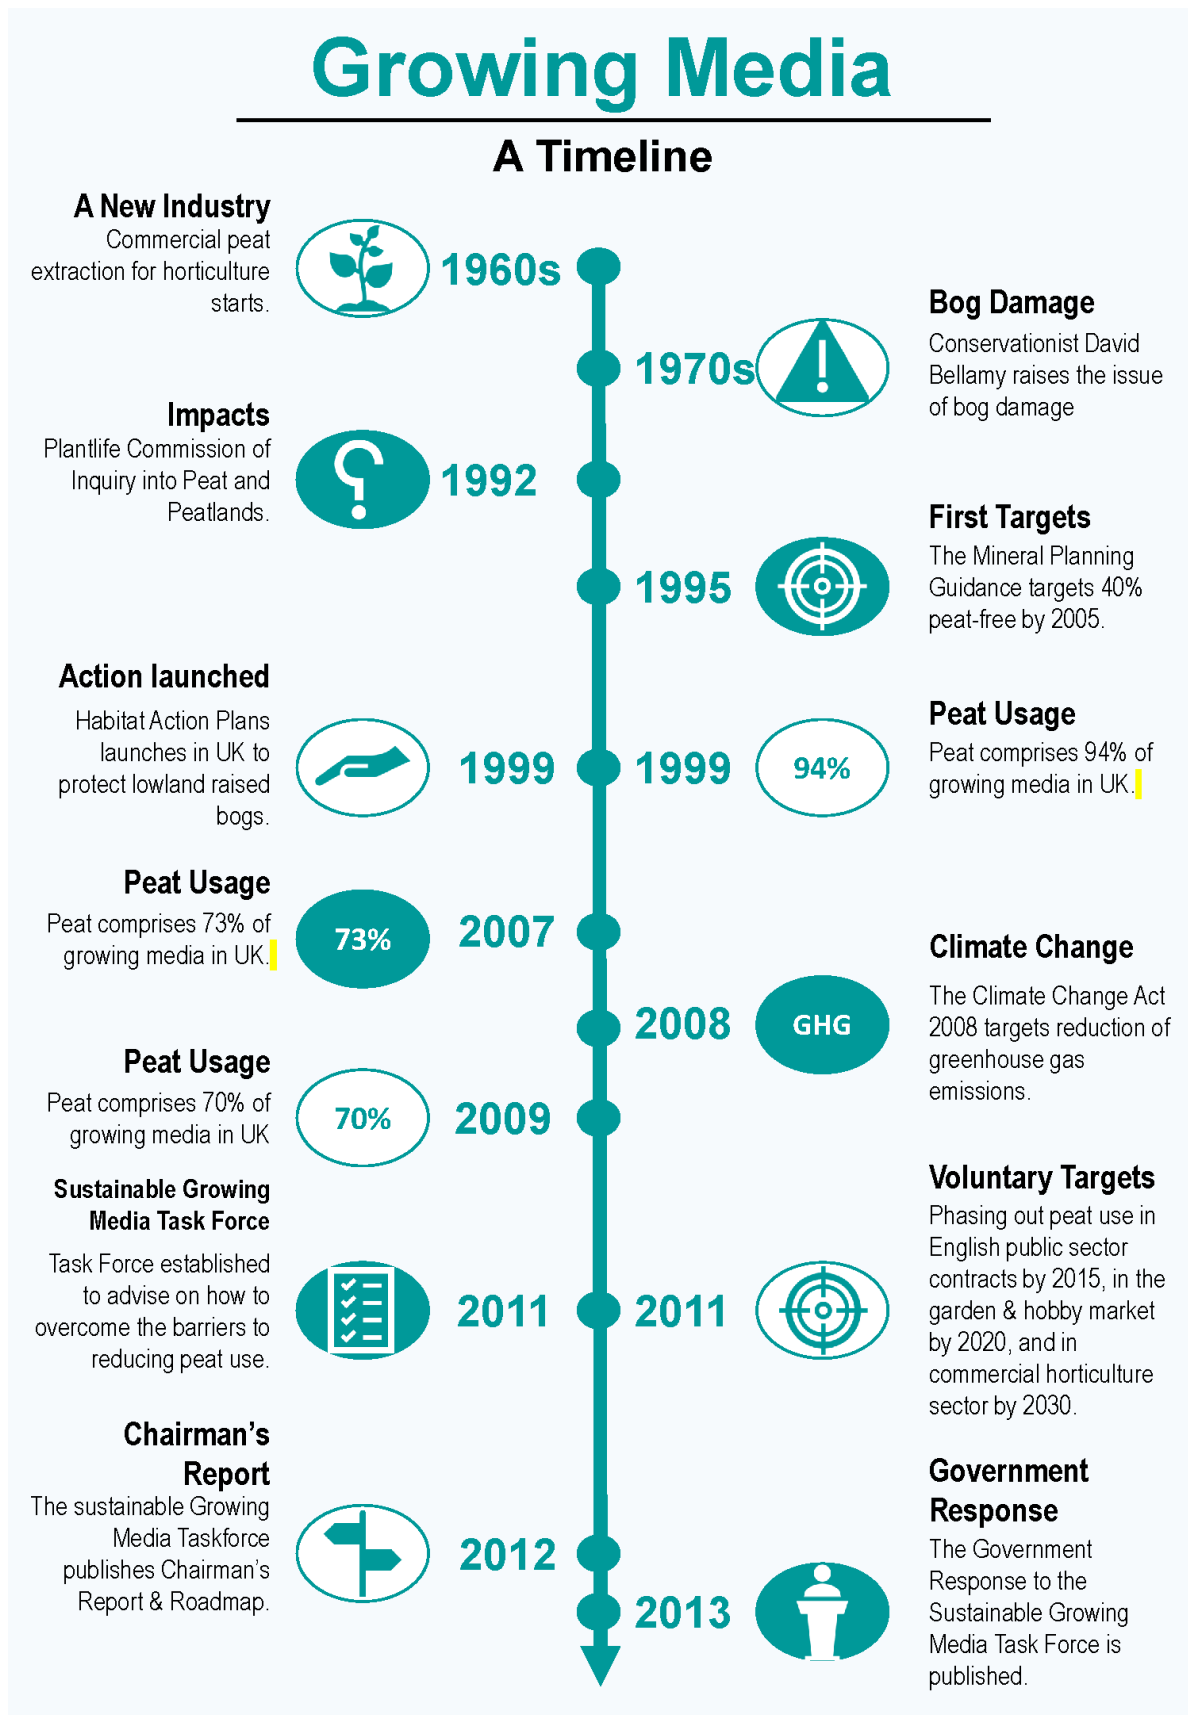 Growing Media
A Timeline
A New Industry
Commercial peat
extraction for horticulture
starts.
1960s
1970s
Bog Damage
Conservationist David
Bellamy raises the issue
of bog damage
Impacts
Plantlife Commission of
Inquiry into Peat and
Peatlands.
1992
1995
First Targets
The Mineral Planning
Guidance targets 40%
peat-free by 2005.
Action launched
Habitat Action Plans
launches in UK to
protect lowland raised
bogs.
1999
1999
94%
Peat Usage
Peat comprises 94% of
growing media in UK.
Peat Usage
Peat comprises 73% of
growing media in UK.
73%
2007
2008
GHG
Climate Change
The Climate Change Act
2008 targets reduction of
greenhouse gas
emissions.
Peat Usage
Peat comprises 70% of
growing media in UK
70%
2009
Sustainable Growing
Media Task Force
Task Force established
to advise on how to
overcome the barriers to
reducing peat use.
2011
2011
Voluntary Targets
Phasing out peat use in
English public sector
contracts by 2015, in the
garden & hobby market
by 2020, and in
commercial horticulture
sector by 2030.
Chairman's
Report
The sustainable Growing
Media Taskforce
publishes Chairman's
Report & Roadmap.
2012
2013
Government
Response
The Government
Response to the
Sustainable Growing
Media Task Force is
published.